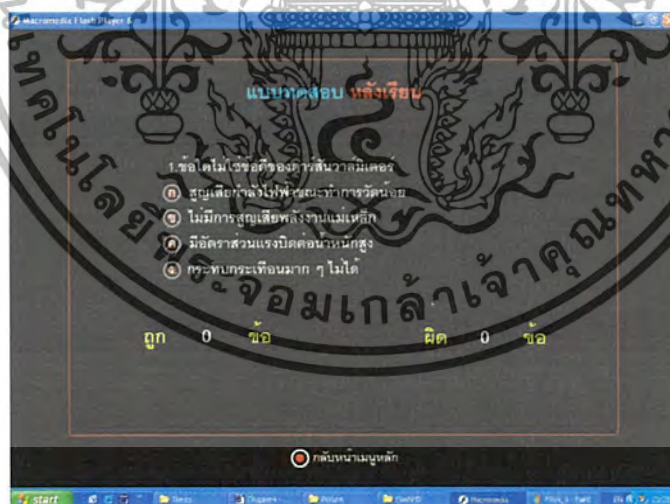 Macromedia Flash Player 6
แบบทดสอบ หลังเรียน
1.ข้อใดไม่ใช่ข้อดีของดาร์สันวาล์มิเตอร์
ก สูญเสียกำลังไฟฟ้าขณะทำการวัดน้อย
ข ไม่มีการสูญเสียพลังงานแม่เหล็ก
ค มีอัตราส่วนแรงบิดต่อน้ำหนักสูง
ง กระทบกระเทือนมาก ๆ ไม่ได้
ถูก 0 ข้อ ผิด 0 ข้อ
กลับหน้าเมนูหลัก
start